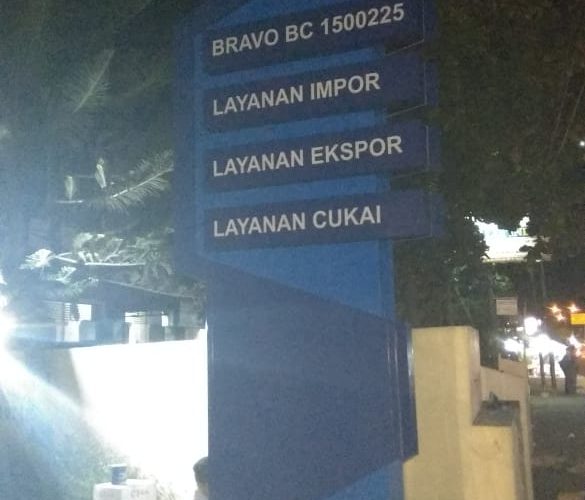 BRAVO BC 1500225
LAYANAN IMPOR
LAYANAN EKSPOR
LAYANAN CUKAI